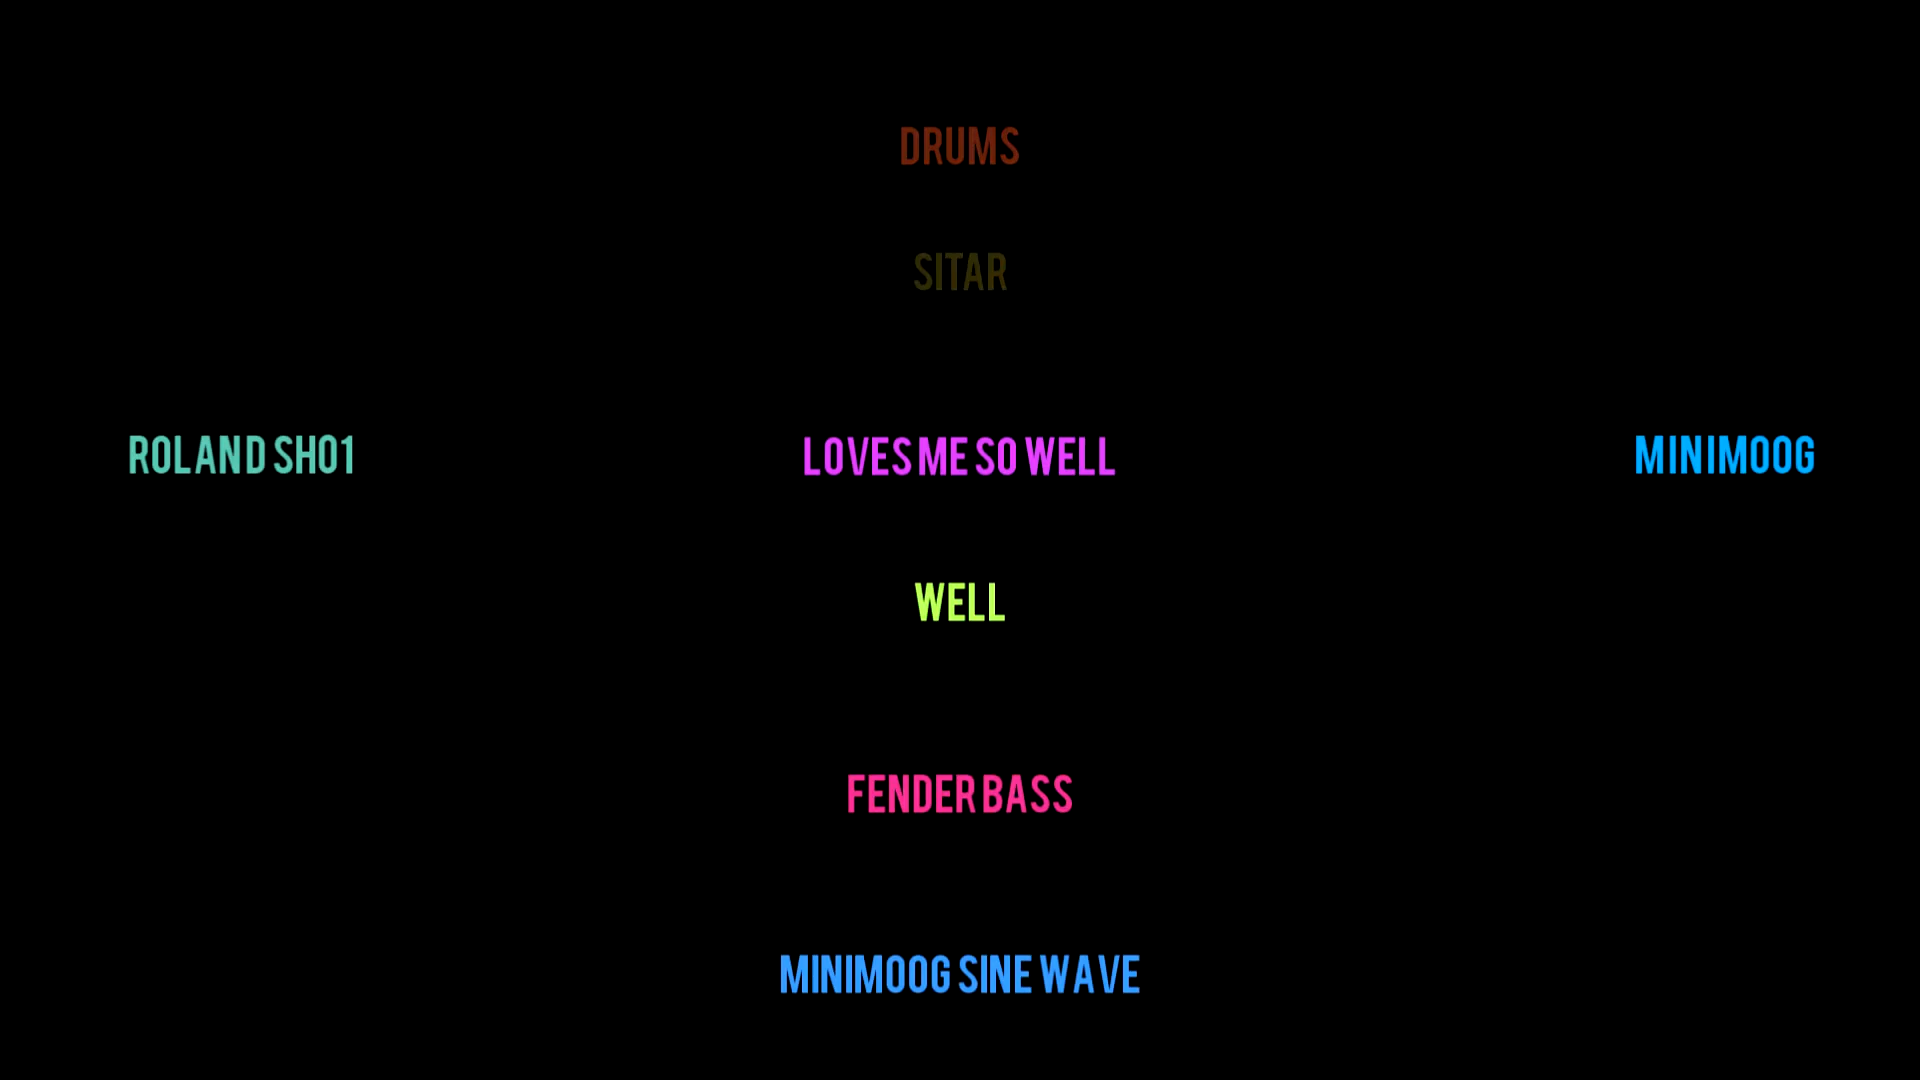 DRUMS
SITAR
ROLAND SH01
LOVES ME SO WELL
MINIMOOG
WELL
FENDER BASS
MINIMOOG SINE WAVE